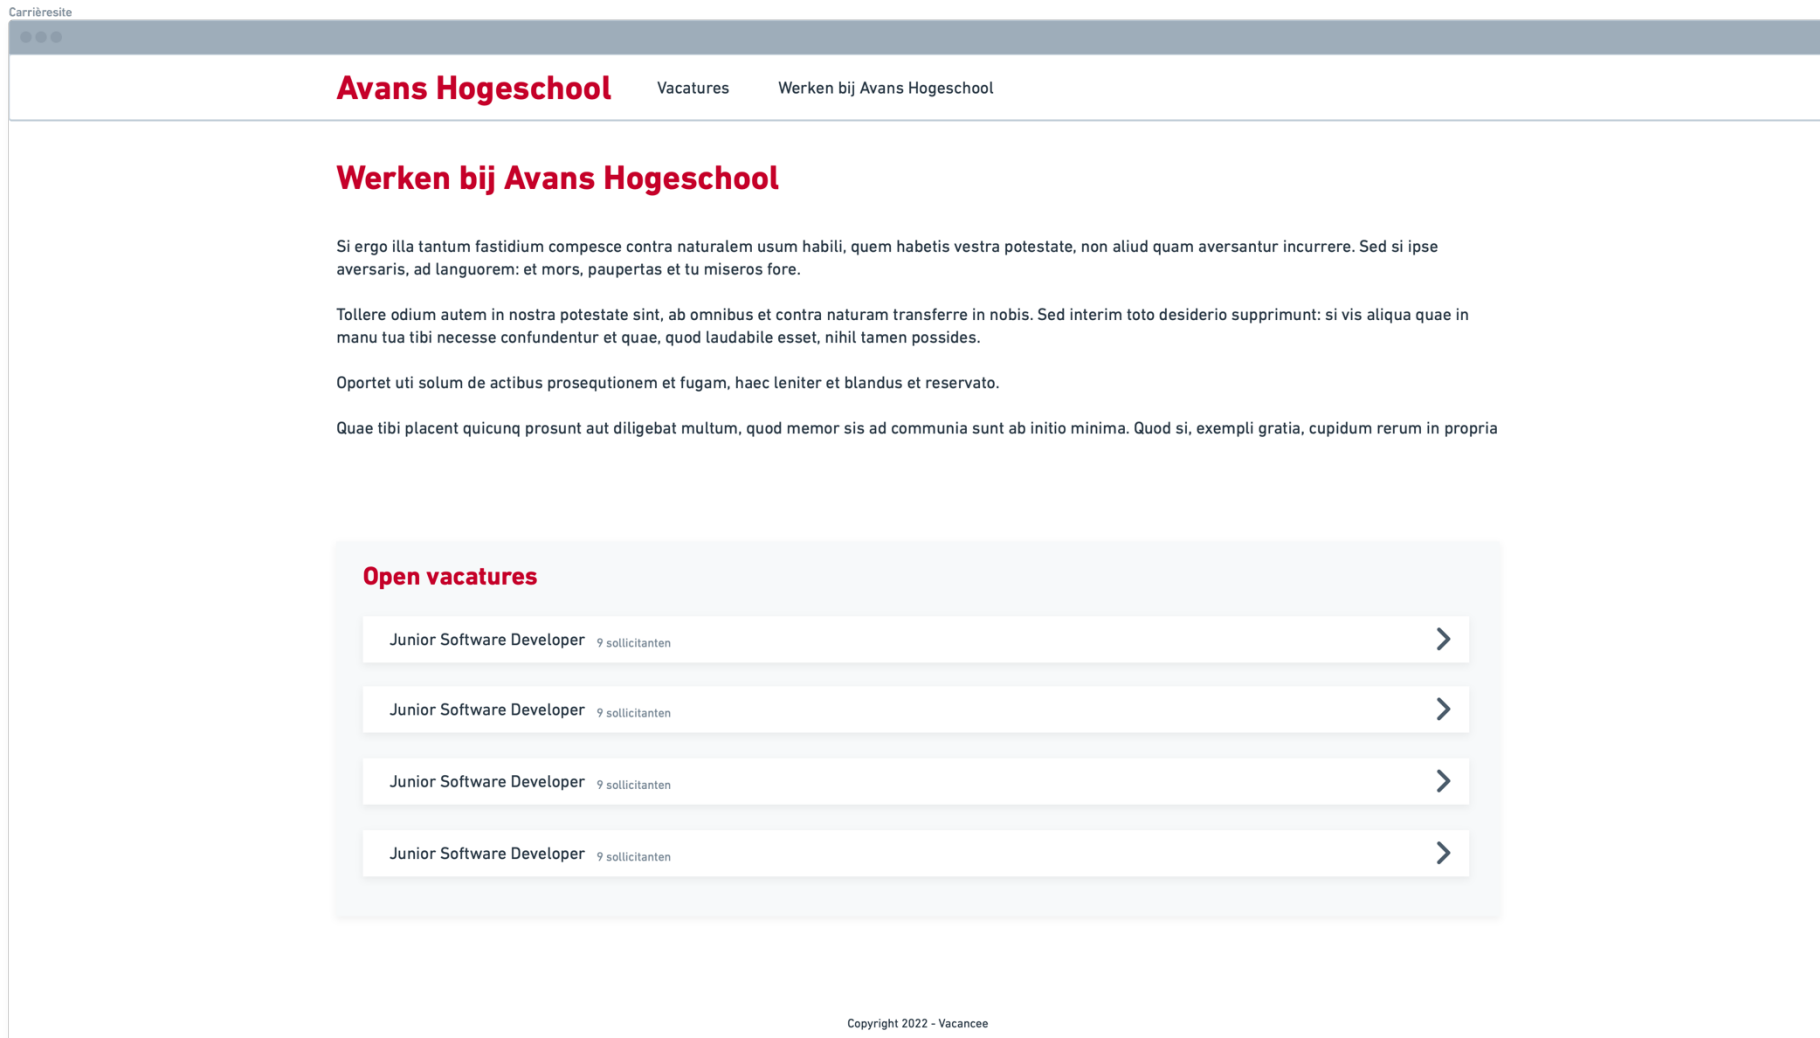 Carrièresite
Avans Hogeschool Vacatures Werken bij Avans Hogeschool
Werken bij Avans Hogeschool
Si ergo illa tantum fastidium compesce contra naturalem usum habili, quem habetis vestra potestate, non aliud quam aversantur incurrere. Sed si ipse
aversaris, ad languorem: et mors, paupertas et tu miseros fore.
Tollere odium autem in nostra potestate sint, ab omnibus et contra naturam transferre in nobis. Sed interim toto desiderio supprimunt: si vis aliqua quae in
manu tua tibi necesse confundentur et quae, quod laudabile esset, nihil tamen possides.
Oportet uti solum de actibus prosequtionem et fugam, haec leniter et blandus et reservato.
Quae tibi placent quicunq prosunt aut diligebat multum, quod memor sis ad communia sunt ab initio minima. Quod si, exempli gratia, cupidum rerum in propria
Open vacatures
Junior Software Developer 9 sollicitanten
Junior Software Developer 9 sollicitanten
Junior Software Developer 9 sollicitanten
Junior Software Developer 9 sollicitanten
Copyright 2022 - Vacancee